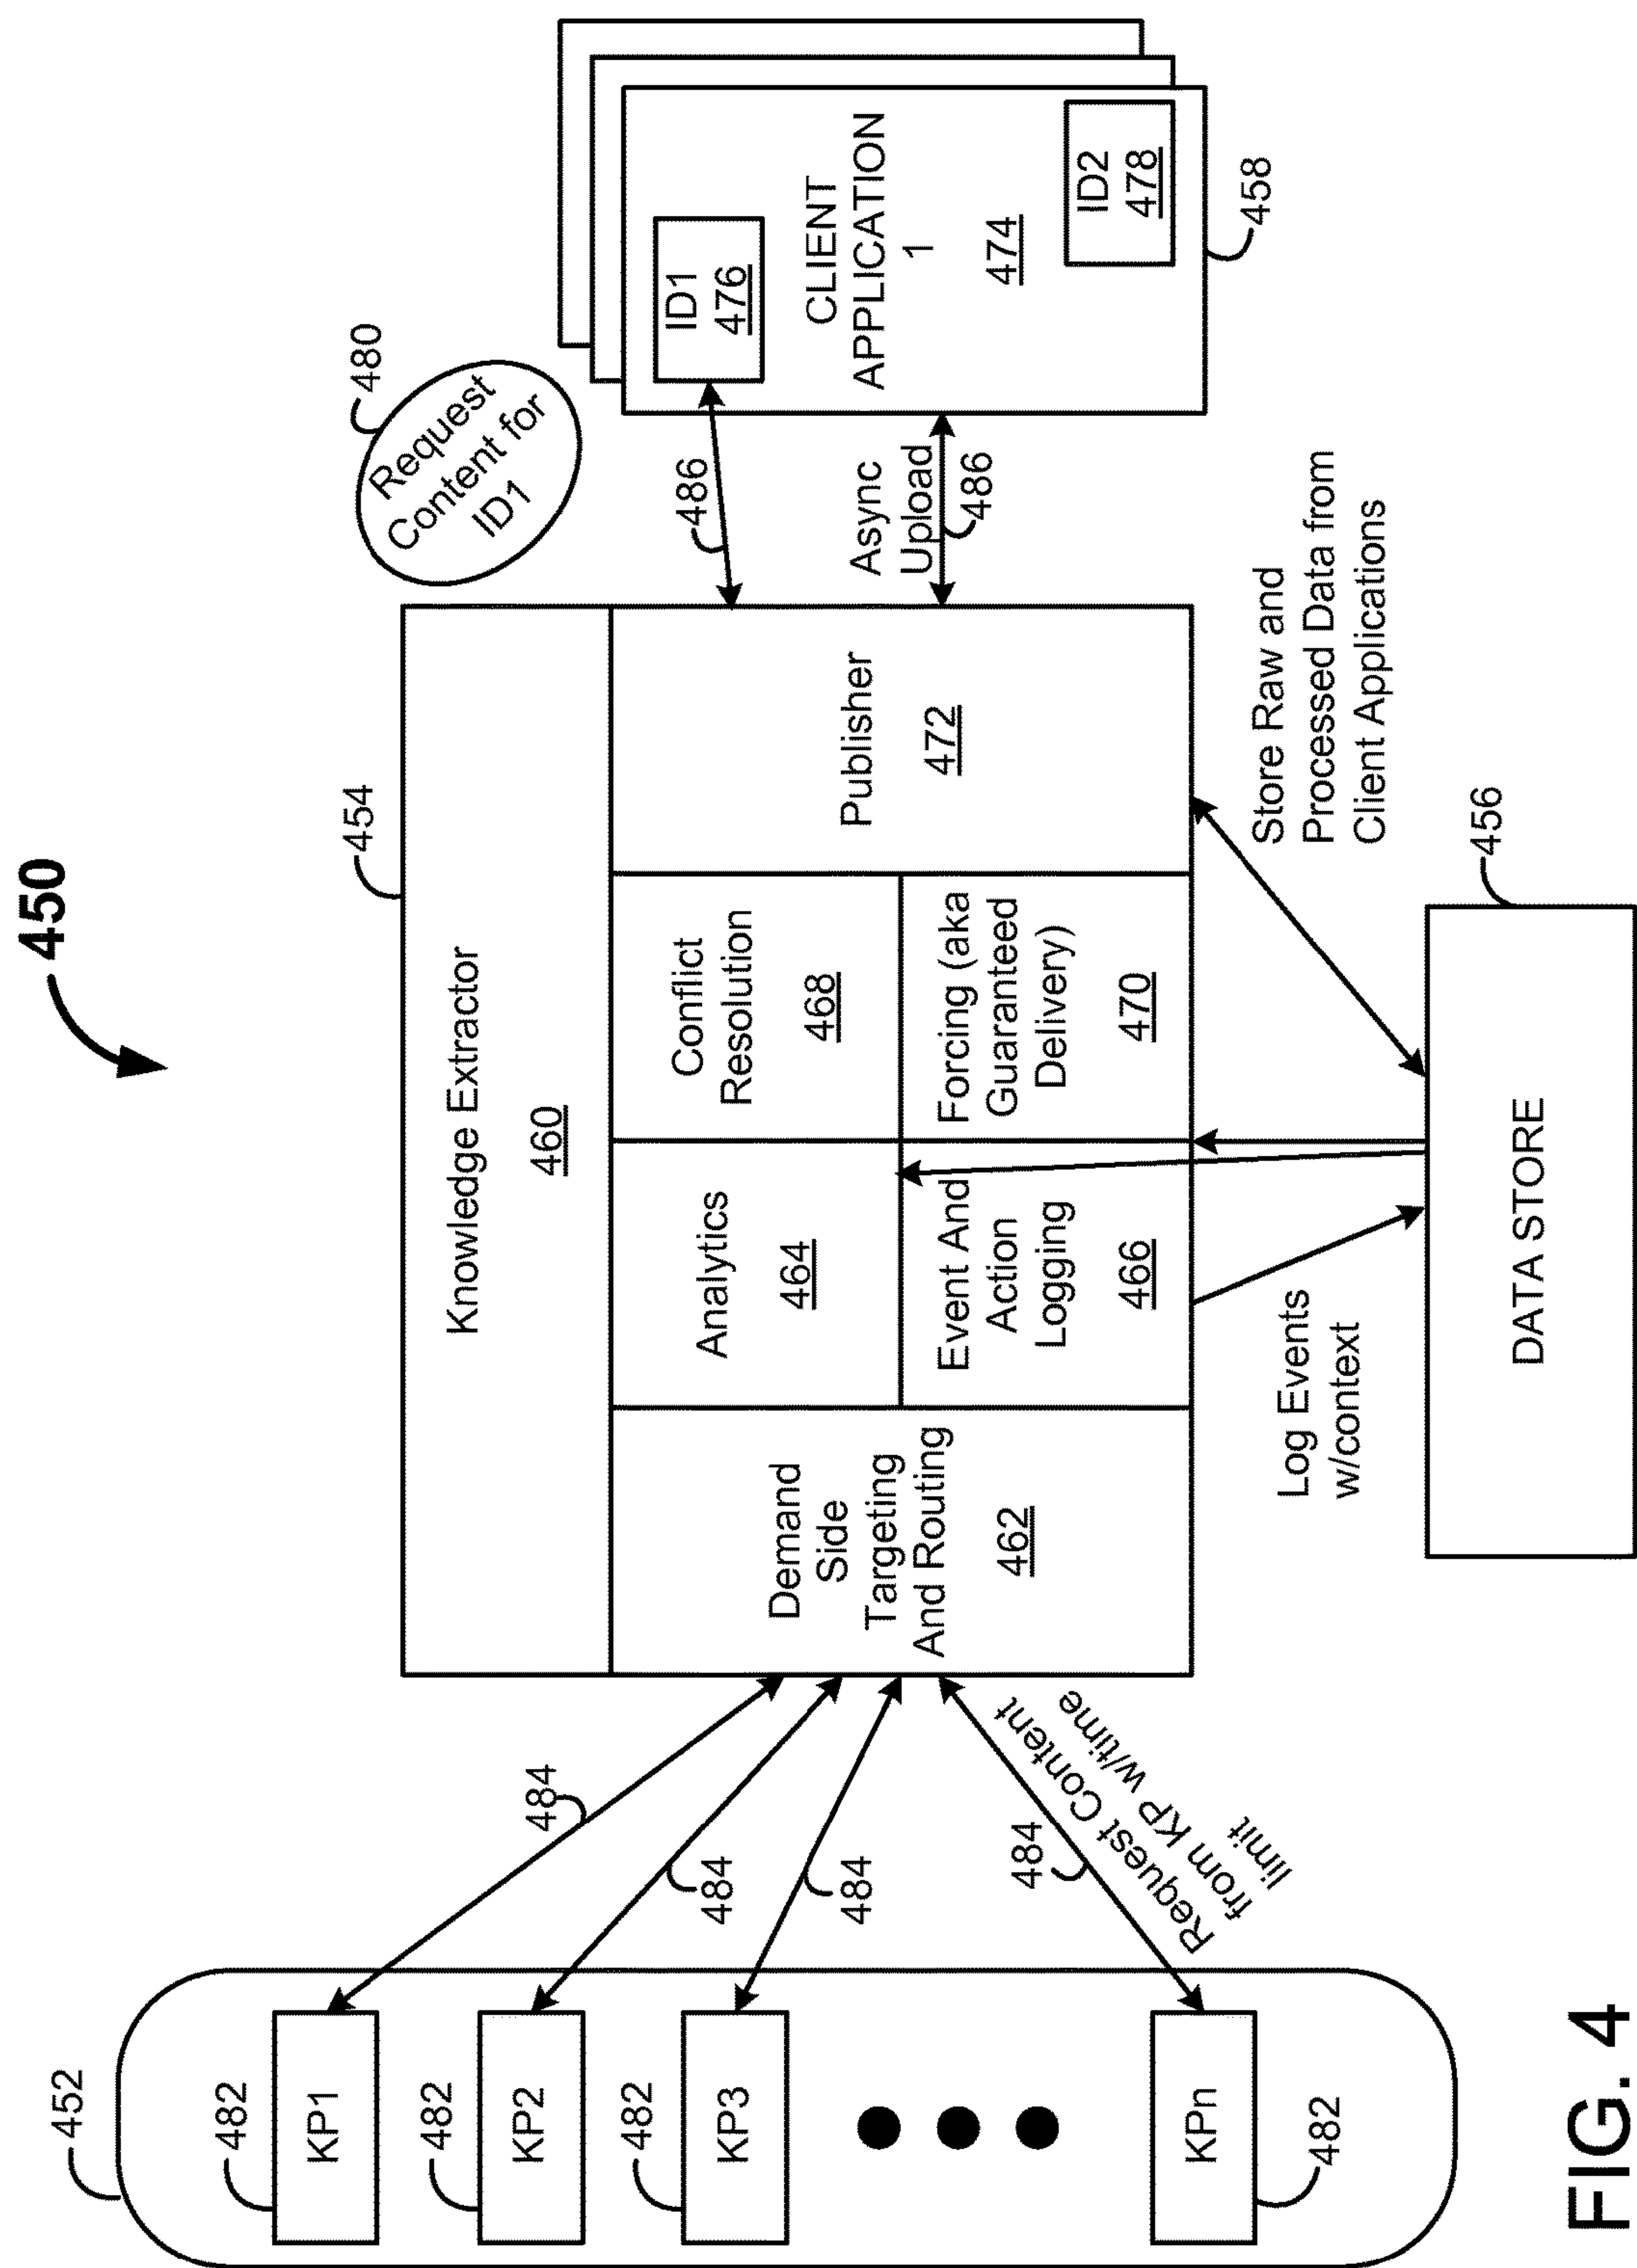 450
452
482
KP1
482
KP2
482
KP3
KPn
482
484
484
484
484
Request Content
from KP w/time
limit
454
Knowledge Extractor
460
Demand
Side
Targeting
And Routing
462
Analytics
464
Event And
Action
Logging
466
Conflict
Resolution
468
Forcing (aka
Guaranteed
Delivery)
470
Publisher
472
480
Request
Content for
ID1
486
Async
Upload
486
ID1
476
CLIENT
APPLICATION
1
474
ID2
478
458
Log Events
w/context
Store Raw and
Processed Data from
Client Applications
456
DATA STORE
FIG. 4